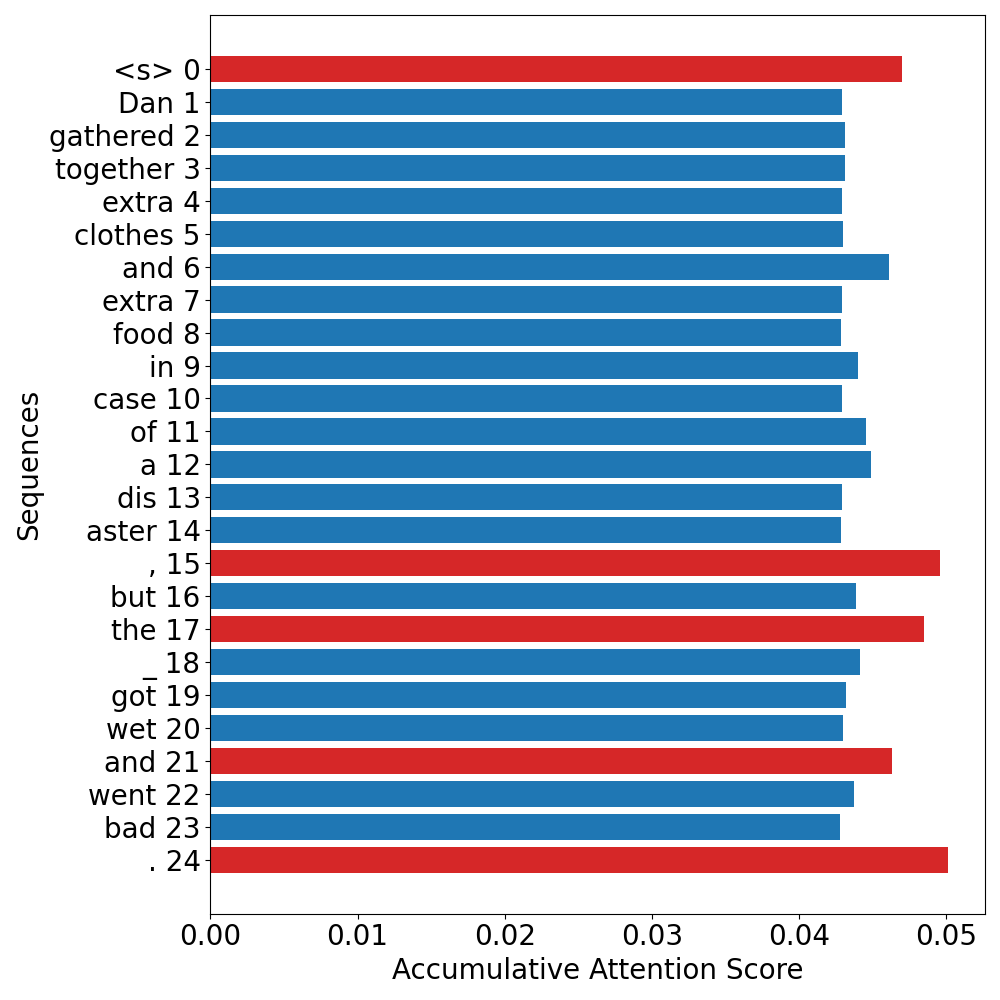 <s> 0
Dan 1
gathered 2
together 3
extra 4
clothes 5
and 6
extra 7
food 8
in 9
case 10
of 11
a 12
dis 13
aster 14
, 15
but 16
the 17
_ 18
got 19
wet 20
and 21
went 22
bad 23
. 24
Sequences
0.00 0.01 0.02 0.03 0.04 0.05
Accumulative Attention Score